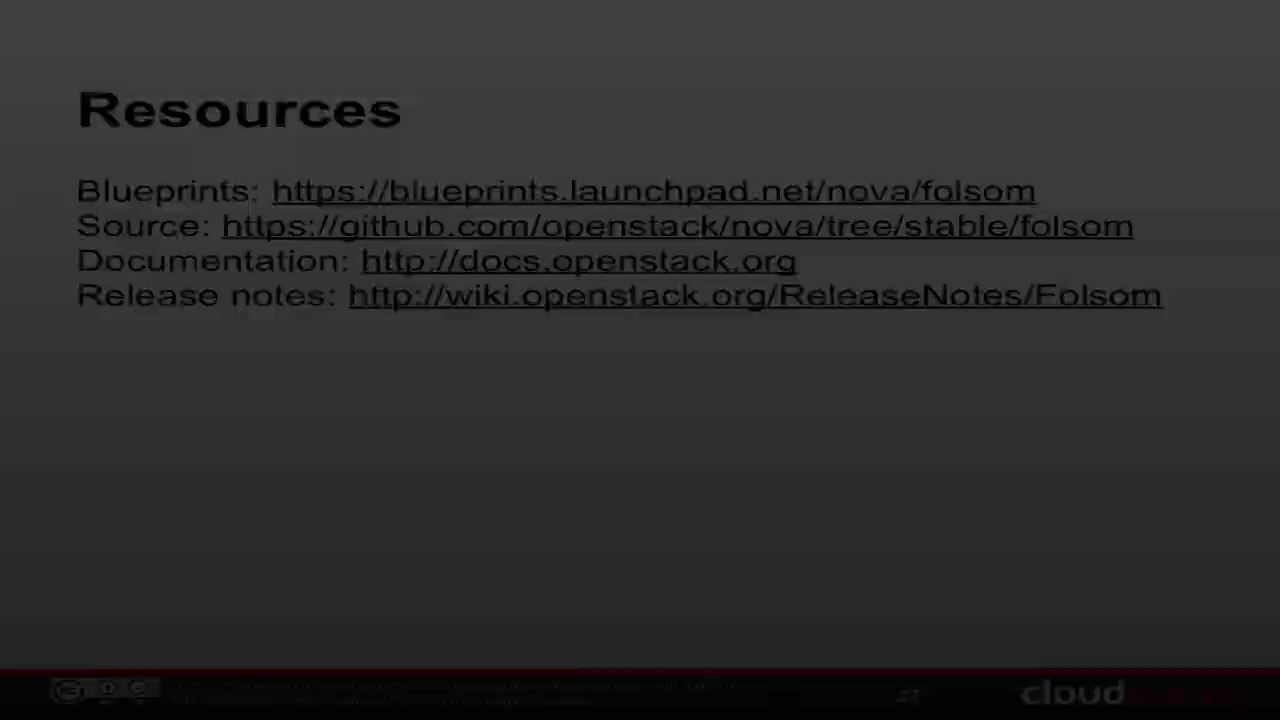 Resources
Blueprints: https://blueprints.launchpad.net/nova/folsom
Source: https://github.com/openstack/nova/tree/stable/folsom
Documentation: http://docs.openstack.org
Release notes: http://wiki.openstack.org/ReleaseNotes/Folsom
cloud